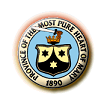 PROVINCE OF THE MOST PURE HEART OF MARY
1890